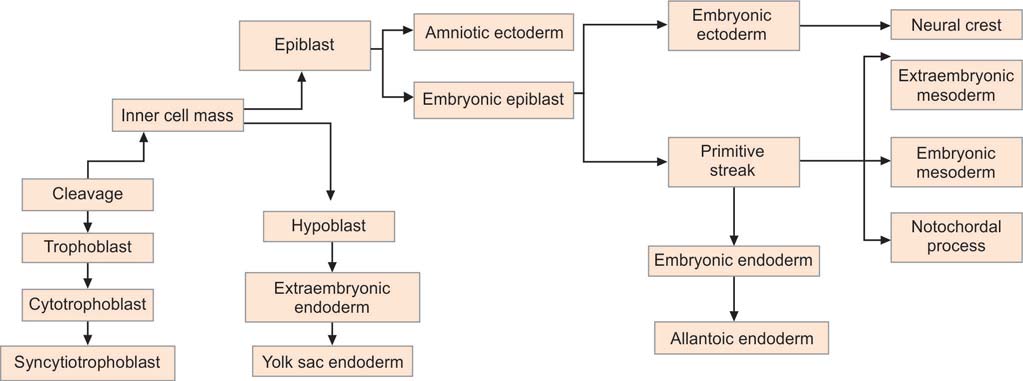 Epiblast
Amniotic ectoderm
Embryonic
ectoderm
Neural crest
Extraembryonic
mesoderm
Embryonic epiblast
Inner cell mass
Primitive
streak
Embryonic
mesoderm
Cleavage
Hypoblast
Notochordal
process
Trophoblast
Embryonic endoderm
Extraembryonic
endoderm
Cytotrophoblast
Allantoic endoderm
Syncytiotrophoblast
Yolk sac endoderm